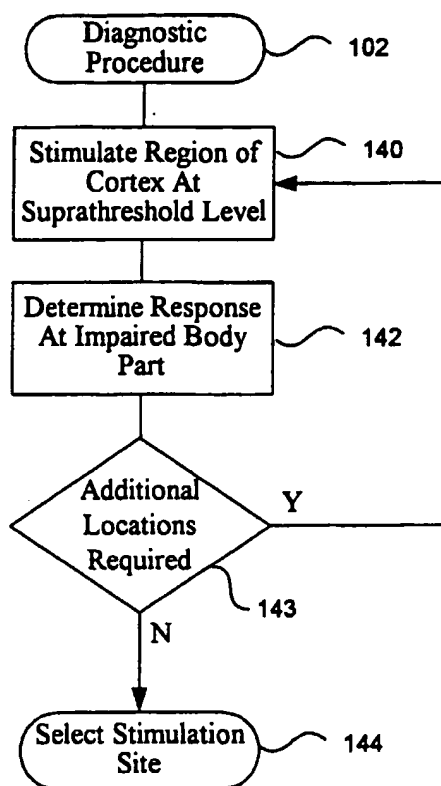 Diagnostic
Procedure
102
Stimulate Region of
Cortex At
Suprathreshold Level
140
Determine Response
At Impaired Body
Part
142
Additional
Locations
Required
Y
143
N
Select Stimulation
Site
144